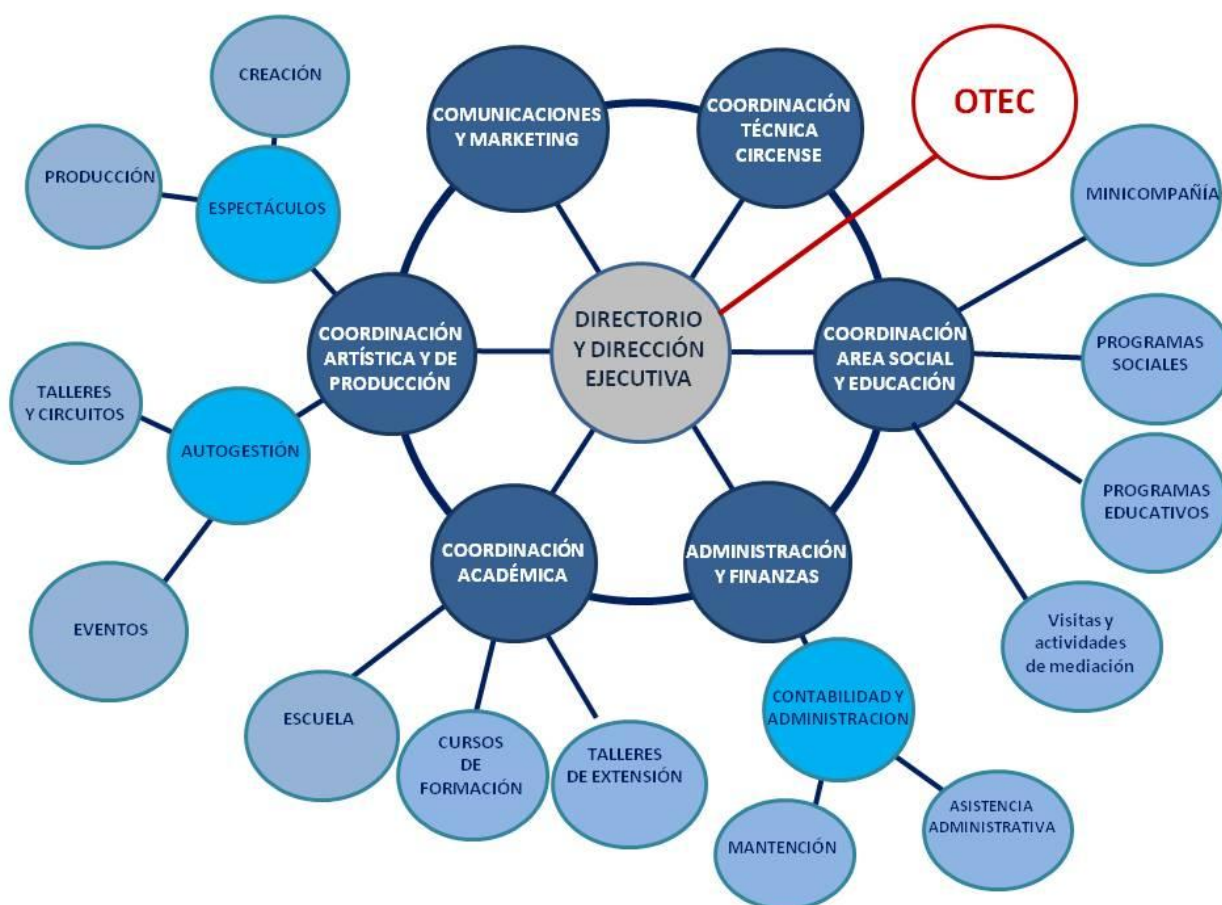 CREACIÓN
PRODUCCIÓN
ESPECTÁCULOS
COMUNICACIONES
Y MARKETING
COORDINACIÓN
TÉCNICA
CIRCENSE
OTEC
MINICOMPAÑÍA
COORDINACIÓN
ARTÍSTICA Y DE
PRODUCCIÓN
DIRECTORIO
Y DIRECCIÓN
EJECUTIVA
COORDINACIÓN
AREA SOCIAL
Y EDUCACIÓN
PROGRAMAS
SOCIALES
TALLERES
Y CIRCUITOS
AUTOGESTIÓN
PROGRAMAS
EDUCATIVOS
EVENTOS
COORDINACIÓN
ACADÉMICA
ADMINISTRACIÓN
Y FINANZAS
Visitas y
actividades
de mediación
ESCUELA
CURSOS
DE
FORMACIÓN
TALLERES
DE EXTENSIÓN
CONTABILIDAD Y
ADMINISTRACION
MANTENCIÓN
ASISTENCIA
ADMINISTRATIVA